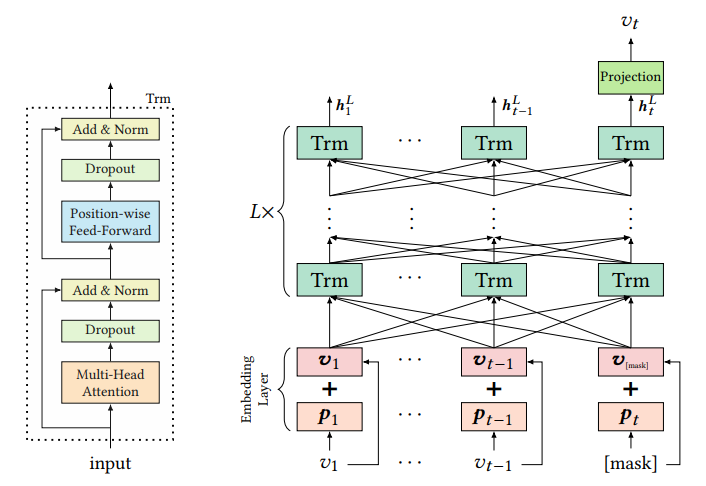 Trm
Add & Norm
Dropout
Position-wise
Feed-Forward
Add & Norm
Dropout
Multi-Head
Attention
input
v_t
Projection
h_1^L
h_{t-1}^L
h_t^L
Trm ··· Trm Trm
L×
Trm ··· Trm Trm
Embedding
Layer
v_1 ··· v_{t-1} v_{[mask]}
+ + +
p_1 ··· p_{t-1} p_t
v_1 ··· v_{t-1} [mask]